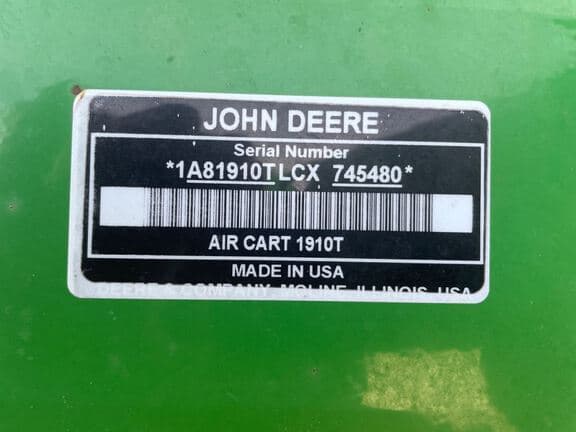 JOHN DEERE
Serial Number
*1A81910TLCX 745480*
AIR CART 1910T
MADE IN USA
DEERE & COMPANY MOLINE ILLINOIS USA